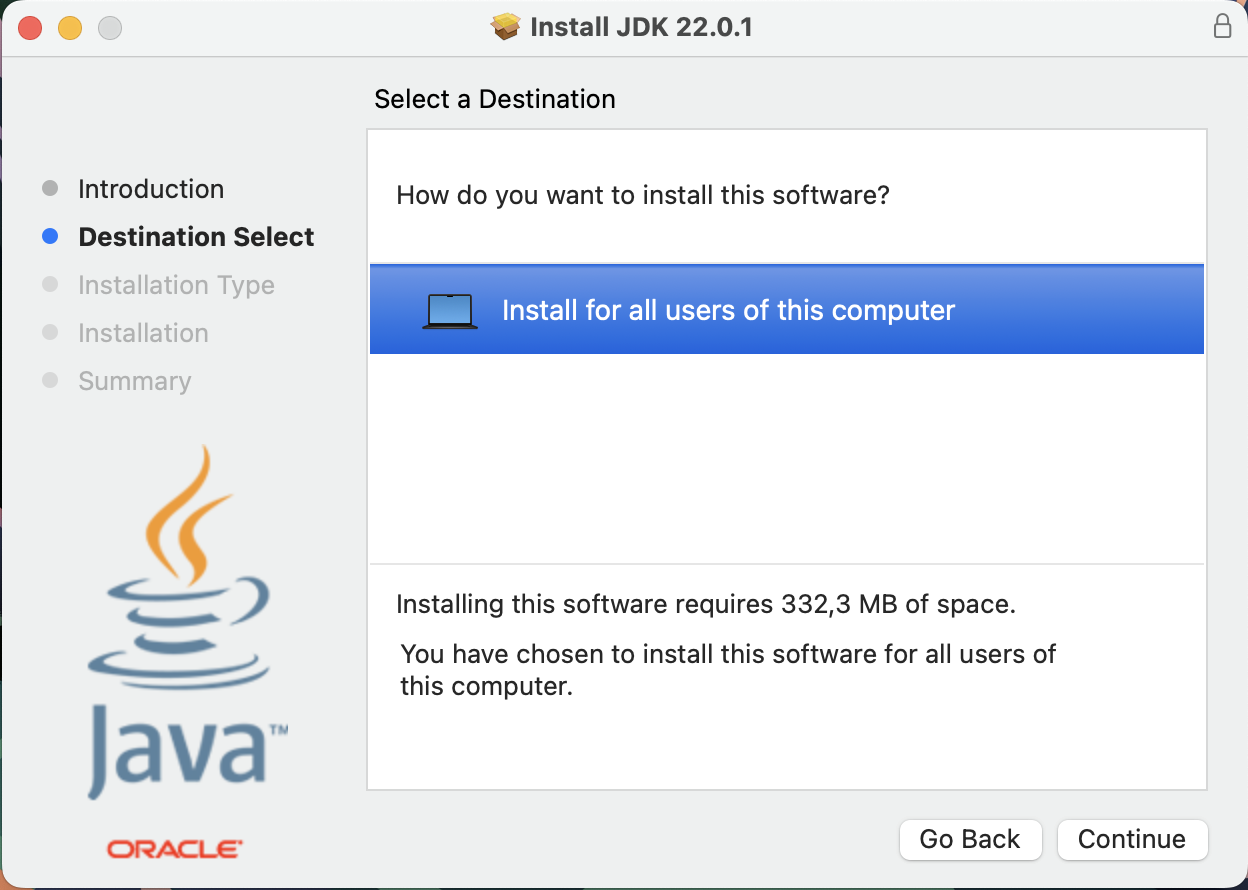 Install JDK 22.0.1
Select a Destination
Introduction
Destination Select
Installation Type
Installation
Summary
How do you want to install this software?
Install for all users of this computer
Installing this software requires 332,3 MB of space.
You have chosen to install this software for all users of
this computer.
Java™
ORACLE
Go Back
Continue